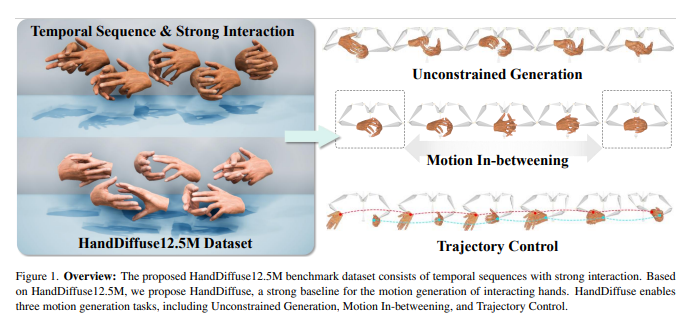 Temporal Sequence & Strong Interaction
HandDiffuse12.5M Dataset
Unconstrained Generation
Motion In-betweening
Trajectory Control
Figure 1. Overview: The proposed HandDiffuse12.5M benchmark dataset consists of temporal sequences with strong interaction. Based
on HandDiffuse12.5M, we propose HandDiffuse, a strong baseline for the motion generation of interacting hands. HandDiffuse enables
three motion generation tasks, including Unconstrained Generation, Motion In-betweening, and Trajectory Control.